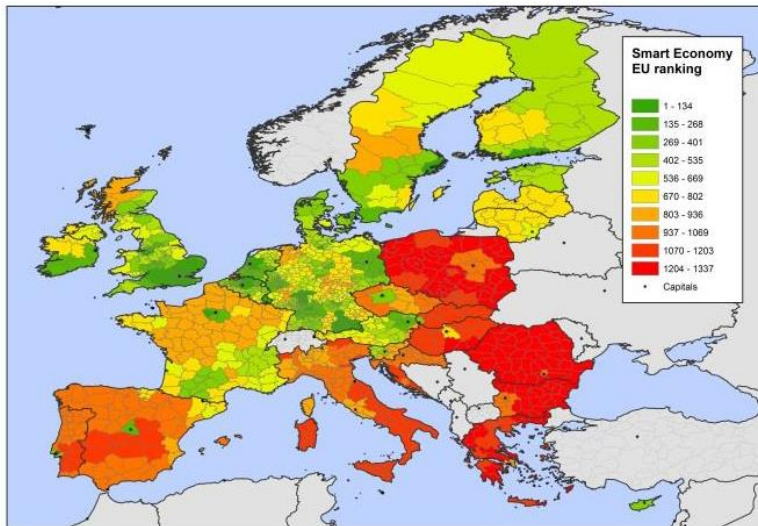 Smart Economy
EU ranking
1 - 134
135 - 268
269 - 401
402 - 535
536 - 669
670 - 802
803 - 936
937 - 1069
1070 - 1203
1204 - 1337
Capitals